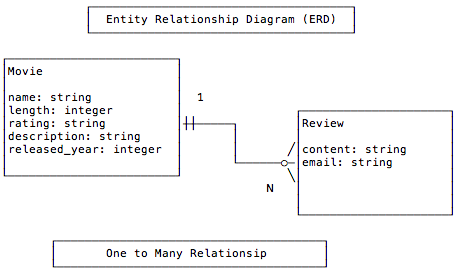 Entity Relationship Diagram (ERD)
Movie
name: string
length: integer
rating: string
description: string
released_year: integer
1
Review
content: string
email: string
N
One to Many Relationsip